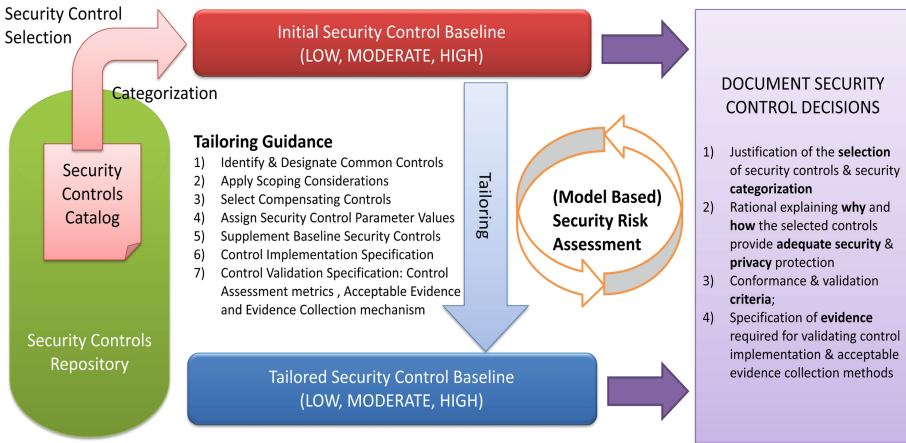 Security Control
Selection
Categorization
Security
Controls
Catalog
Security Controls
Repository
Initial Security Control Baseline
(LOW, MODERATE, HIGH)
Tailoring Guidance
1) Identify & Designate Common Controls
2) Apply Scoping Considerations
3) Select Compensating Controls
4) Assign Security Control Parameter Values
5) Supplement Baseline Security Controls
6) Control Implementation Specification
7) Control Validation Specification: Control
Assessment metrics , Acceptable Evidence
and Evidence Collection mechanism
Tailoring
(Model Based)
Security Risk
Assessment
Tailored Security Control Baseline
(LOW, MODERATE, HIGH)
DOCUMENT SECURITY
CONTROL DECISIONS
1) Justification of the selection
of security controls & security
categorization
2) Rational explaining why and
how the selected controls
provide adequate security &
privacy protection
3) Conformance & validation
criteria;
4) Specification of evidence
required for validating control
implementation & acceptable
evidence collection methods